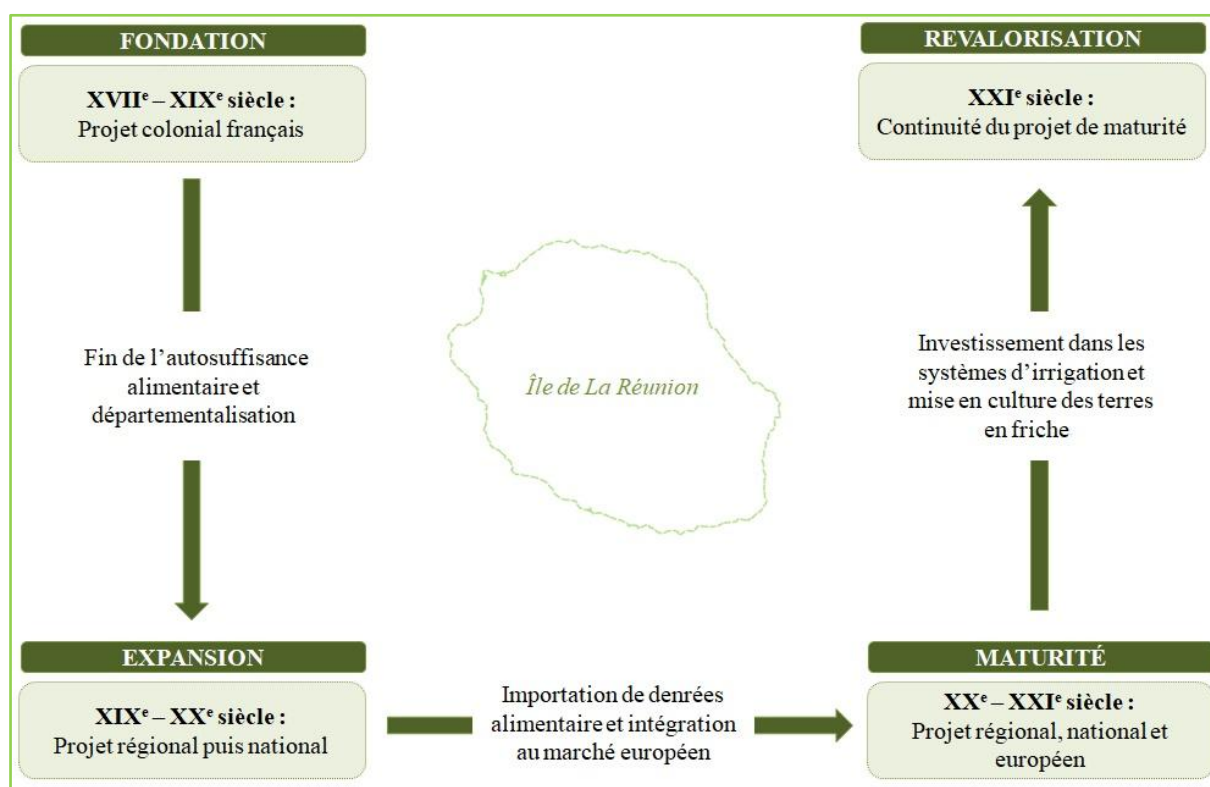 FONDATION
XVIIe – XIXe siècle :
Projet colonial français
Fin de l’autosuffisance
alimentaire et
départementalisation
EXPANSION
XIXe – XXe siècle :
Projet régional puis national
Importation de denrées
alimentaire et intégration
au marché européen
MATURITÉ
XXe – XXIe siècle :
Projet régional, national et
européen
Investissement dans les
systèmes d’irrigation et
mise en culture des terres
en friche
REVALORISATION
XXIe siècle :
Continuité du projet de maturité
Île de La Réunion